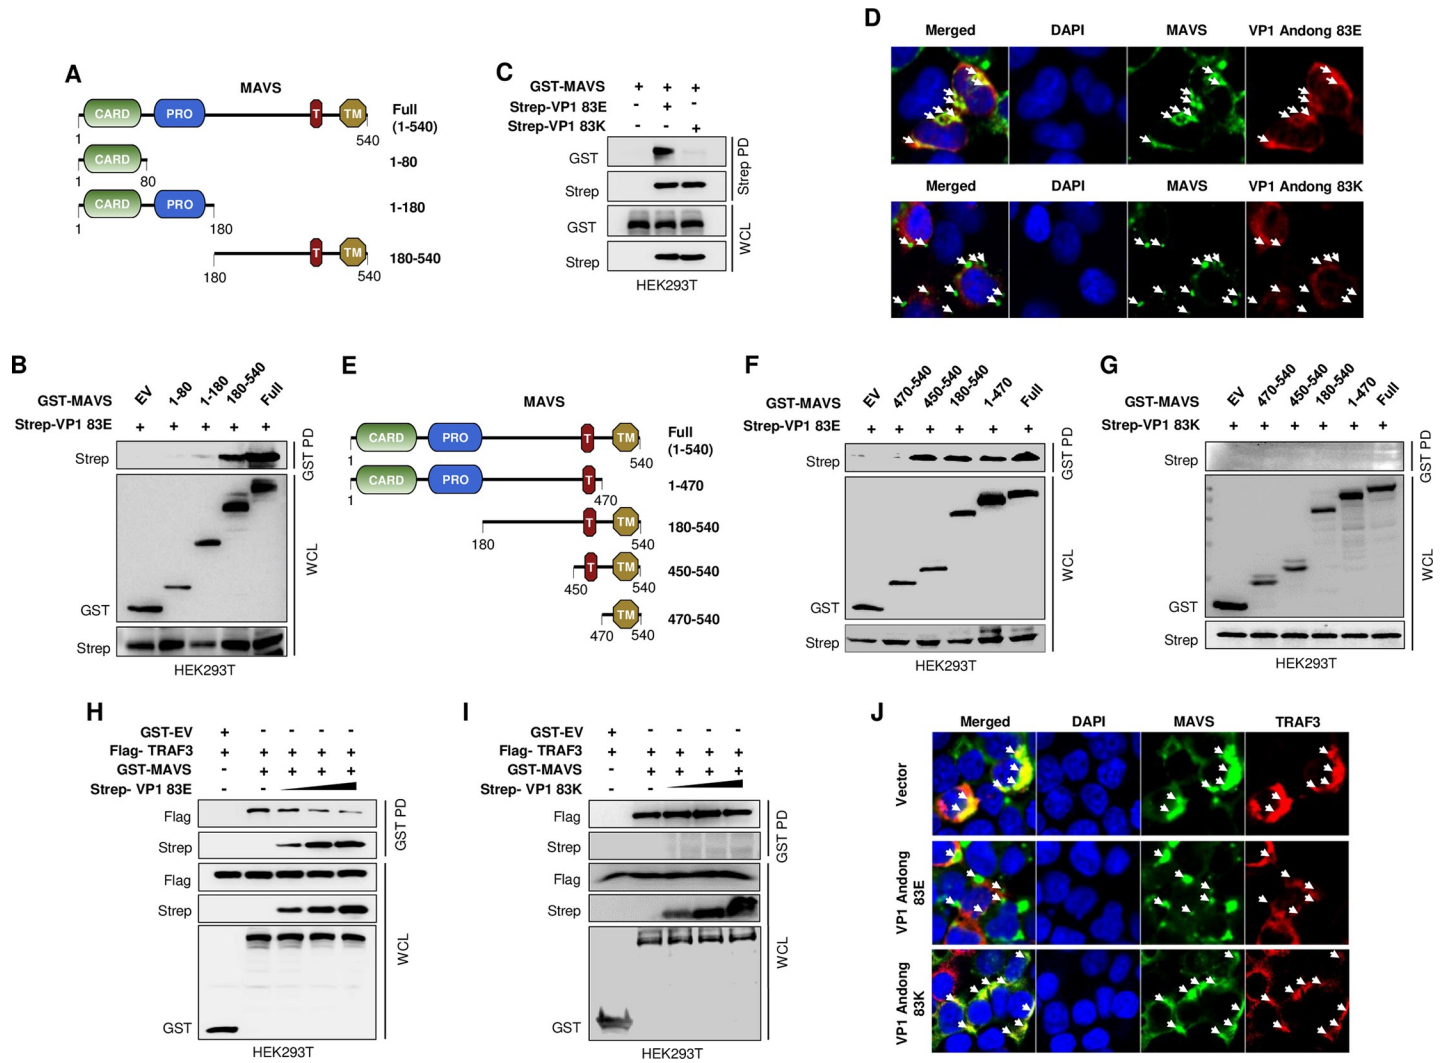 A
MAVS
CARD PRO T TM
Full
(1-540)
1 540
CARD
1-80
1 80
CARD PRO
1-180
1 180
T TM
180-540
180 540
C
GST-MAVS + + +
Strep-VP1 83E - + -
Strep-VP1 83K - - +
GST
Strep
Strep PD
GST
Strep
WCL
HEK293T
D
Merged DAPI MAVS VP1 Andong 83E
Merged DAPI MAVS VP1 Andong 83K
B
GST-MAVS EV 1-80 1-180 180-540 Full
Strep-VP1 83E + + + + +
Strep
GST PD
GST
Strep
WCL
HEK293T
E
MAVS
CARD PRO T TM
Full
(1-540)
1 540
CARD PRO T
1-470
1 470
T TM
180-540
180 540
T TM
450-540
450 540
TM
470-540
470 540
F
GST-MAVS EV 470-540 450-540 180-540 1-470 Full
Strep-VP1 83E + + + + + +
Strep
GST PD
GST
Strep
WCL
HEK293T
G
GST-MAVS EV 470-540 450-540 180-540 1-470 Full
Strep-VP1 83K + + + + + +
Strep
GST PD
GST
Strep
WCL
HEK293T
H
GST-EV + - - - -
Flag- TRAF3 + + + + +
GST-MAVS - + + + +
Strep- VP1 83E - -
Flag
Strep
GST PD
Flag
Strep
GST
WCL
HEK293T
I
GST-EV + - - - -
Flag- TRAF3 + + + + +
GST-MAVS - + + + +
Strep- VP1 83K - -
Flag
Strep
GST PD
Flag
Strep
GST
WCL
HEK293T
J
Merged DAPI MAVS TRAF3
Vector
VP1 Andong
83E
VP1 Andong
83K